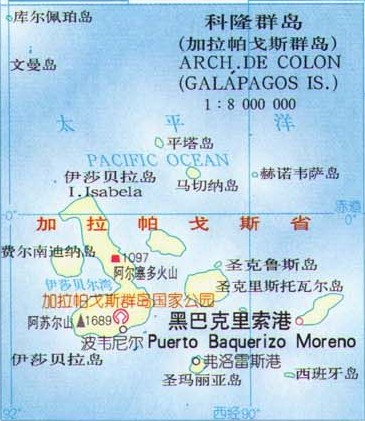 库尔佩珀岛
科隆群岛
(加拉帕戈斯群岛)
文曼岛
ARCH.DE COLON
(GALÁPAGOS IS.)
1:8 000 000
太平洋
平塔岛
PACIFIC OCEAN
伊莎贝拉岛
I.Isabela
马切纳岛
赫诺韦萨岛
0°
0°
赤道
加拉帕戈斯省
费尔南迪纳岛
1097
阿尔塞多火山
圣克鲁斯岛
伊莎贝尔湾
圣克里斯托瓦尔岛
加拉帕戈斯群岛国家公园
阿苏尔山
1689
黑巴克里索港
波韦尼尔
Puerto Baquerizo Moreno
伊莎贝拉岛
弗洛雷斯港
圣玛丽亚岛
西班牙岛
92°
西经90°